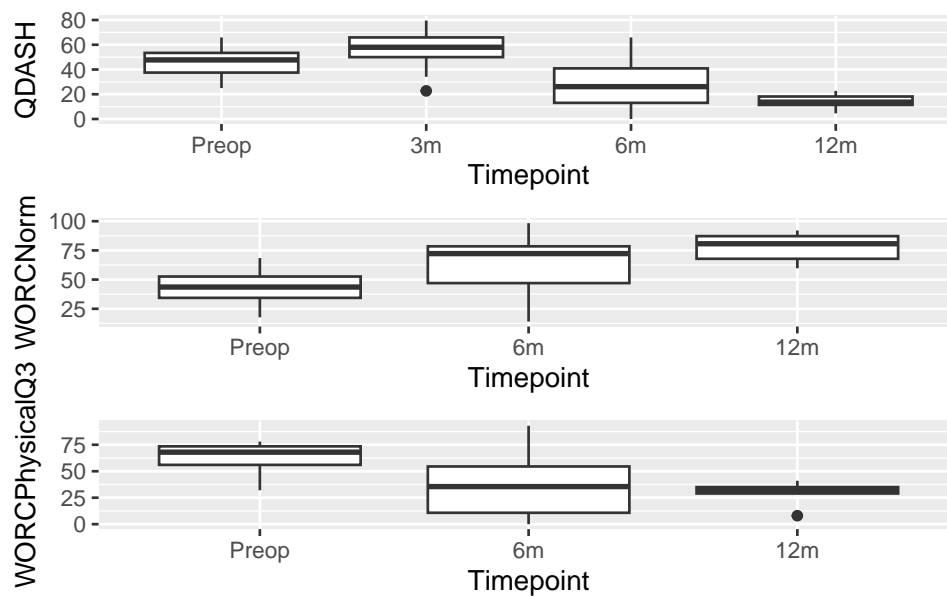 QDASH
80
60
40
20
0
Preop 3m 6m 12m
Timepoint
WORCNorm
100
75
50
25
Preop 6m 12m
Timepoint
WORCPhysicalQ3
75
50
25
0
Preop 6m 12m
Timepoint